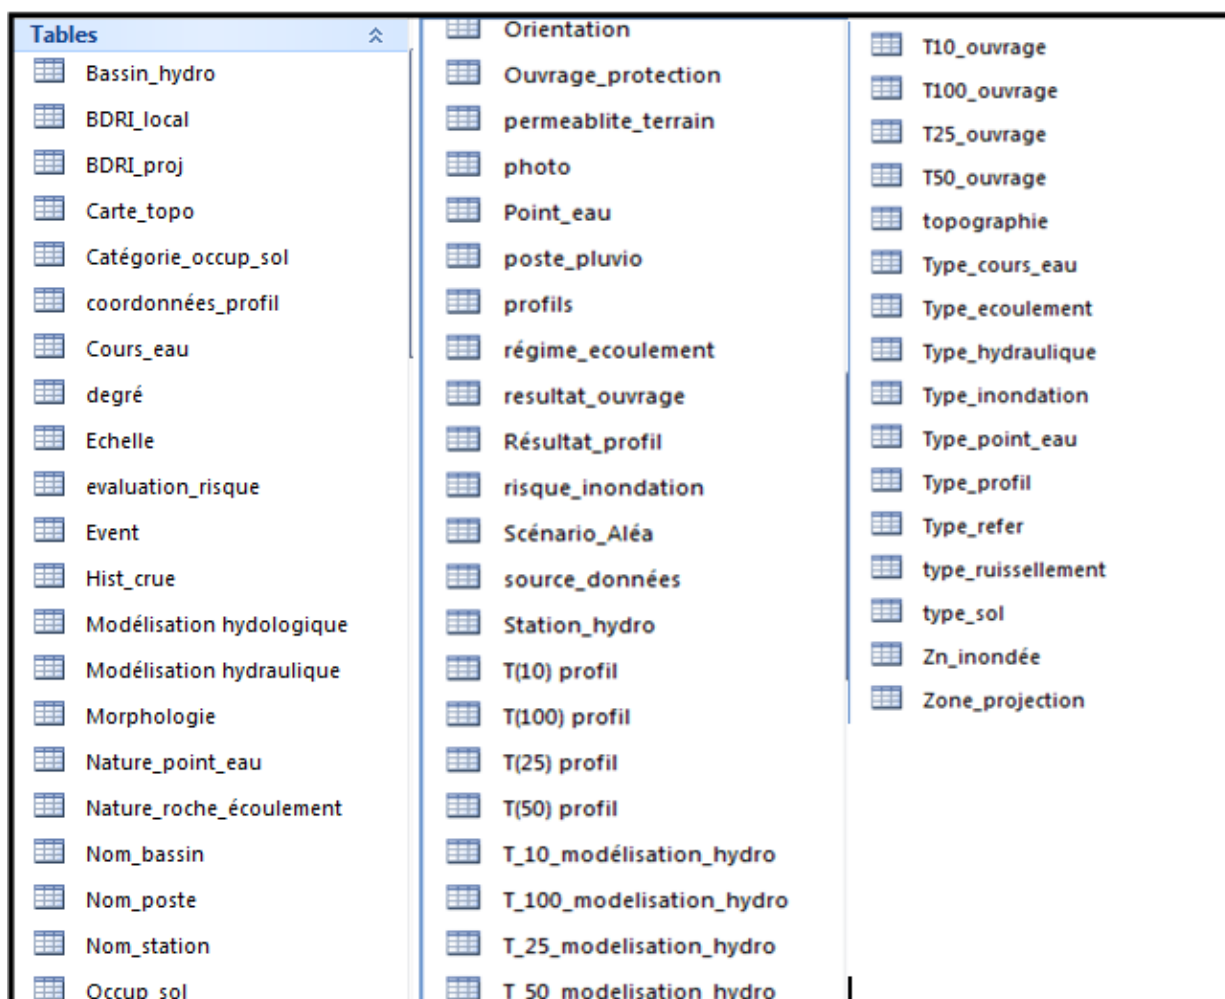 Tables
Bassin_hydro
BDRI_local
BDRI_proj
Carte_topo
Catégorie_occup_sol
coordonnées_profil
Cours_eau
degré
Echelle
evaluation_risque
Event
Hist_crue
Modélisation hydologique
Modélisation hydraulique
Morphologie
Nature_point_eau
Nature_roche_écoulement
Nom_bassin
Nom_poste
Nom_station
Occup_sol
Orientation
Ouvrage_protection
permeablite_terrain
photo
Point_eau
poste_pluvio
profils
régime_ecoulement
resultat_ouvrage
Résultat_profil
risque_inondation
Scénario_Aléa
source_données
Station_hydro
T(10) profil
T(100) profil
T(25) profil
T(50) profil
T_10_modélisation_hydro
T_100_modelisation_hydro
T_25_modelisation_hydro
T_50_modelisation_hydro
T10_ouvrage
T100_ouvrage
T25_ouvrage
T50_ouvrage
topographie
Type_cours_eau
Type_ecoulement
Type_hydraulique
Type_inondation
Type_point_eau
Type_profil
Type_refer
type_ruissellement
type_sol
Zn_inondée
Zone_projection